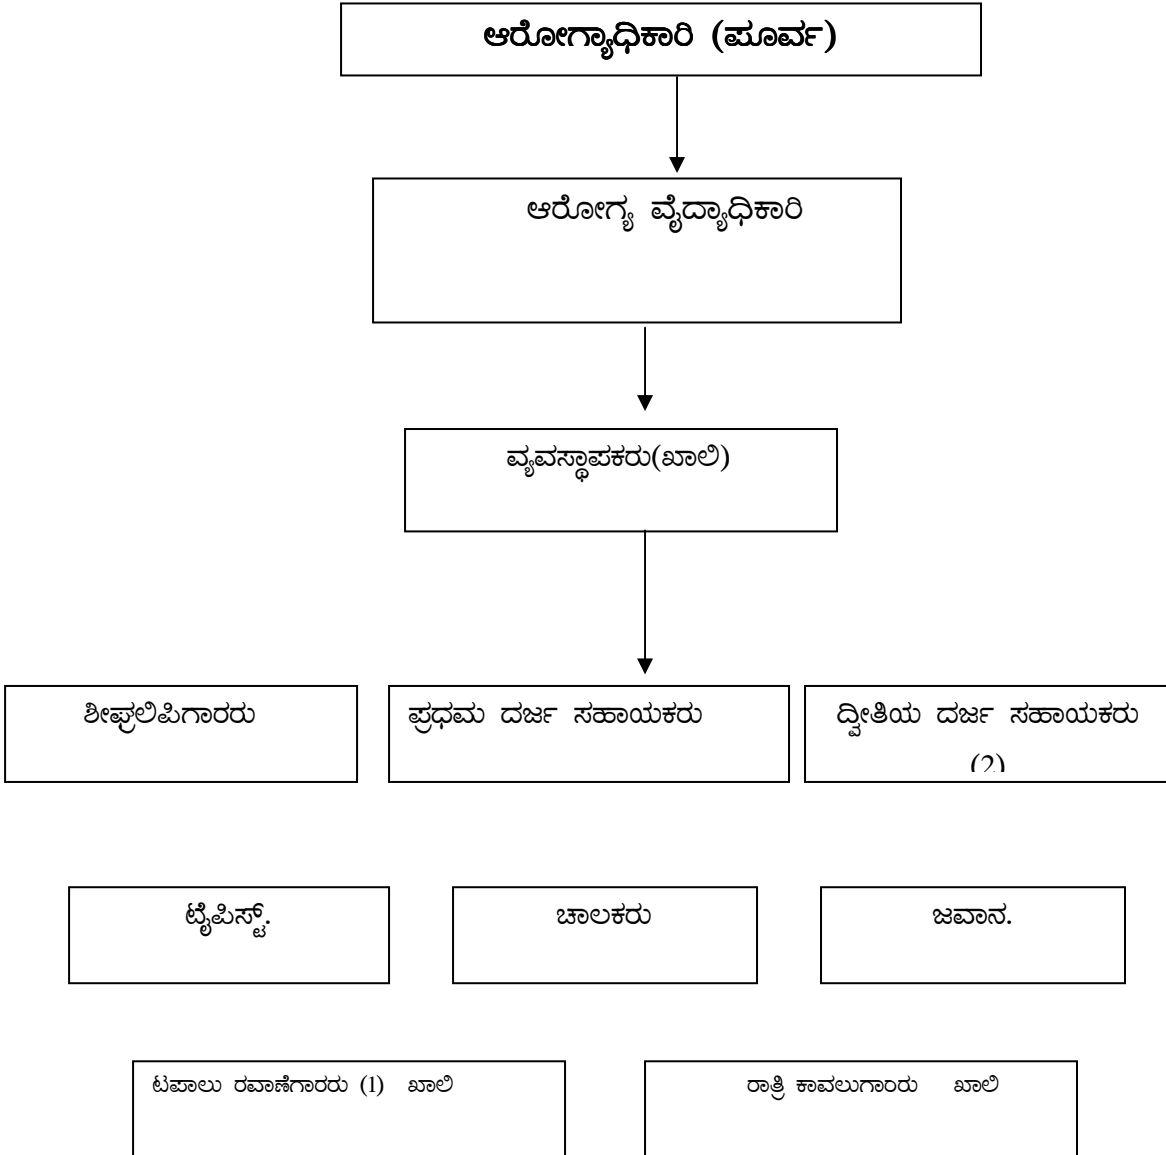 ಆರೋಗ್ಯಾಧಿಕಾರಿ (ಪೂರ್ವ)
ಆರೋಗ್ಯ ವೈದ್ಯಾಧಿಕಾರಿ
ವ್ಯವಸ್ಥಾಪಕರು(ಖಾಲಿ)
ಶೀಘ್ರಲಿಪಿಗಾರರು
ಪ್ರಧಮ ದರ್ಜ ಸಹಾಯಕರು
ದ್ವೀತಿಯ ದರ್ಜ ಸಹಾಯಕರು
(2)
ಟೈಪಿಸ್ಟ್.
ಚಾಲಕರು
ಜವಾನ.
ಟಪಾಲು ರವಾಣೆಗಾರರು (1) ಖಾಲಿ
ರಾತ್ರಿ ಕಾವಲುಗಾರರು ಖಾಲಿ